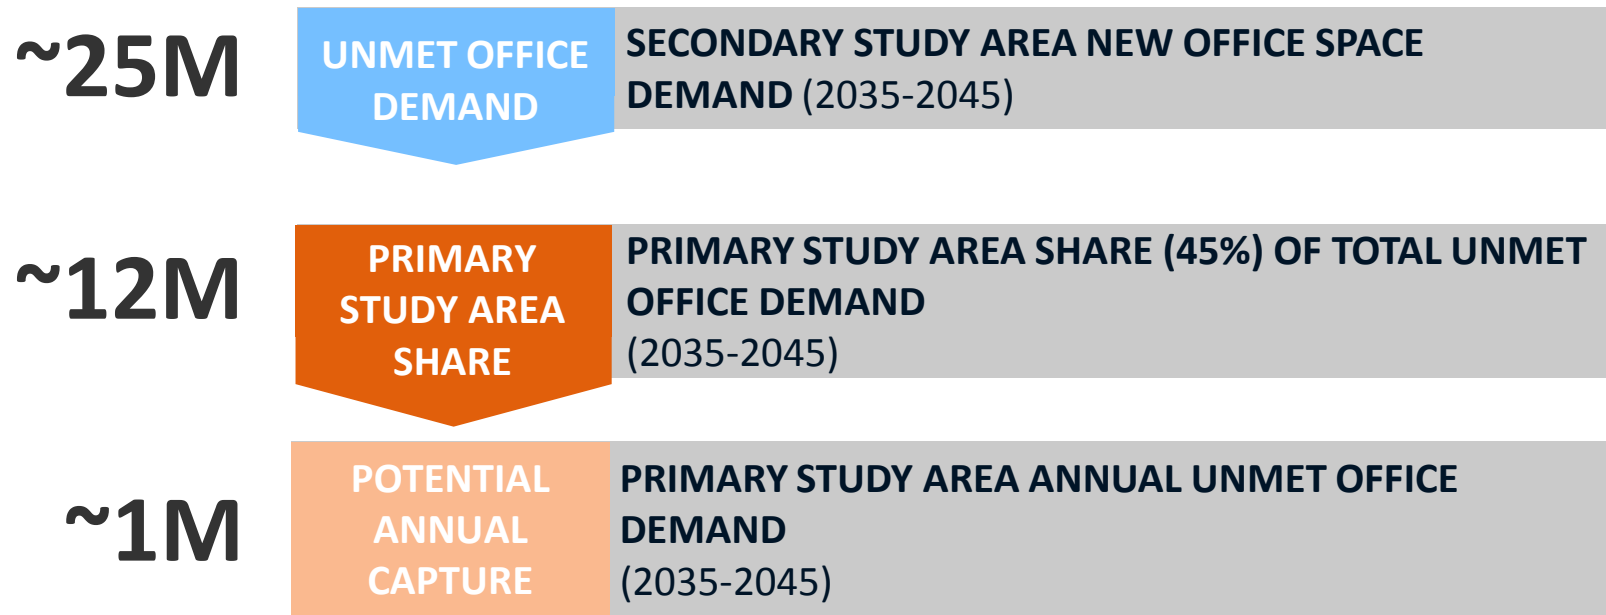 ~25M
UNMET OFFICE
DEMAND
SECONDARY STUDY AREA NEW OFFICE SPACE
DEMAND (2035-2045)
~12M
PRIMARY
STUDY AREA
SHARE
PRIMARY STUDY AREA SHARE (45%) OF TOTAL UNMET
OFFICE DEMAND
(2035-2045)
~1M
POTENTIAL
ANNUAL
CAPTURE
PRIMARY STUDY AREA ANNUAL UNMET OFFICE
DEMAND
(2035-2045)